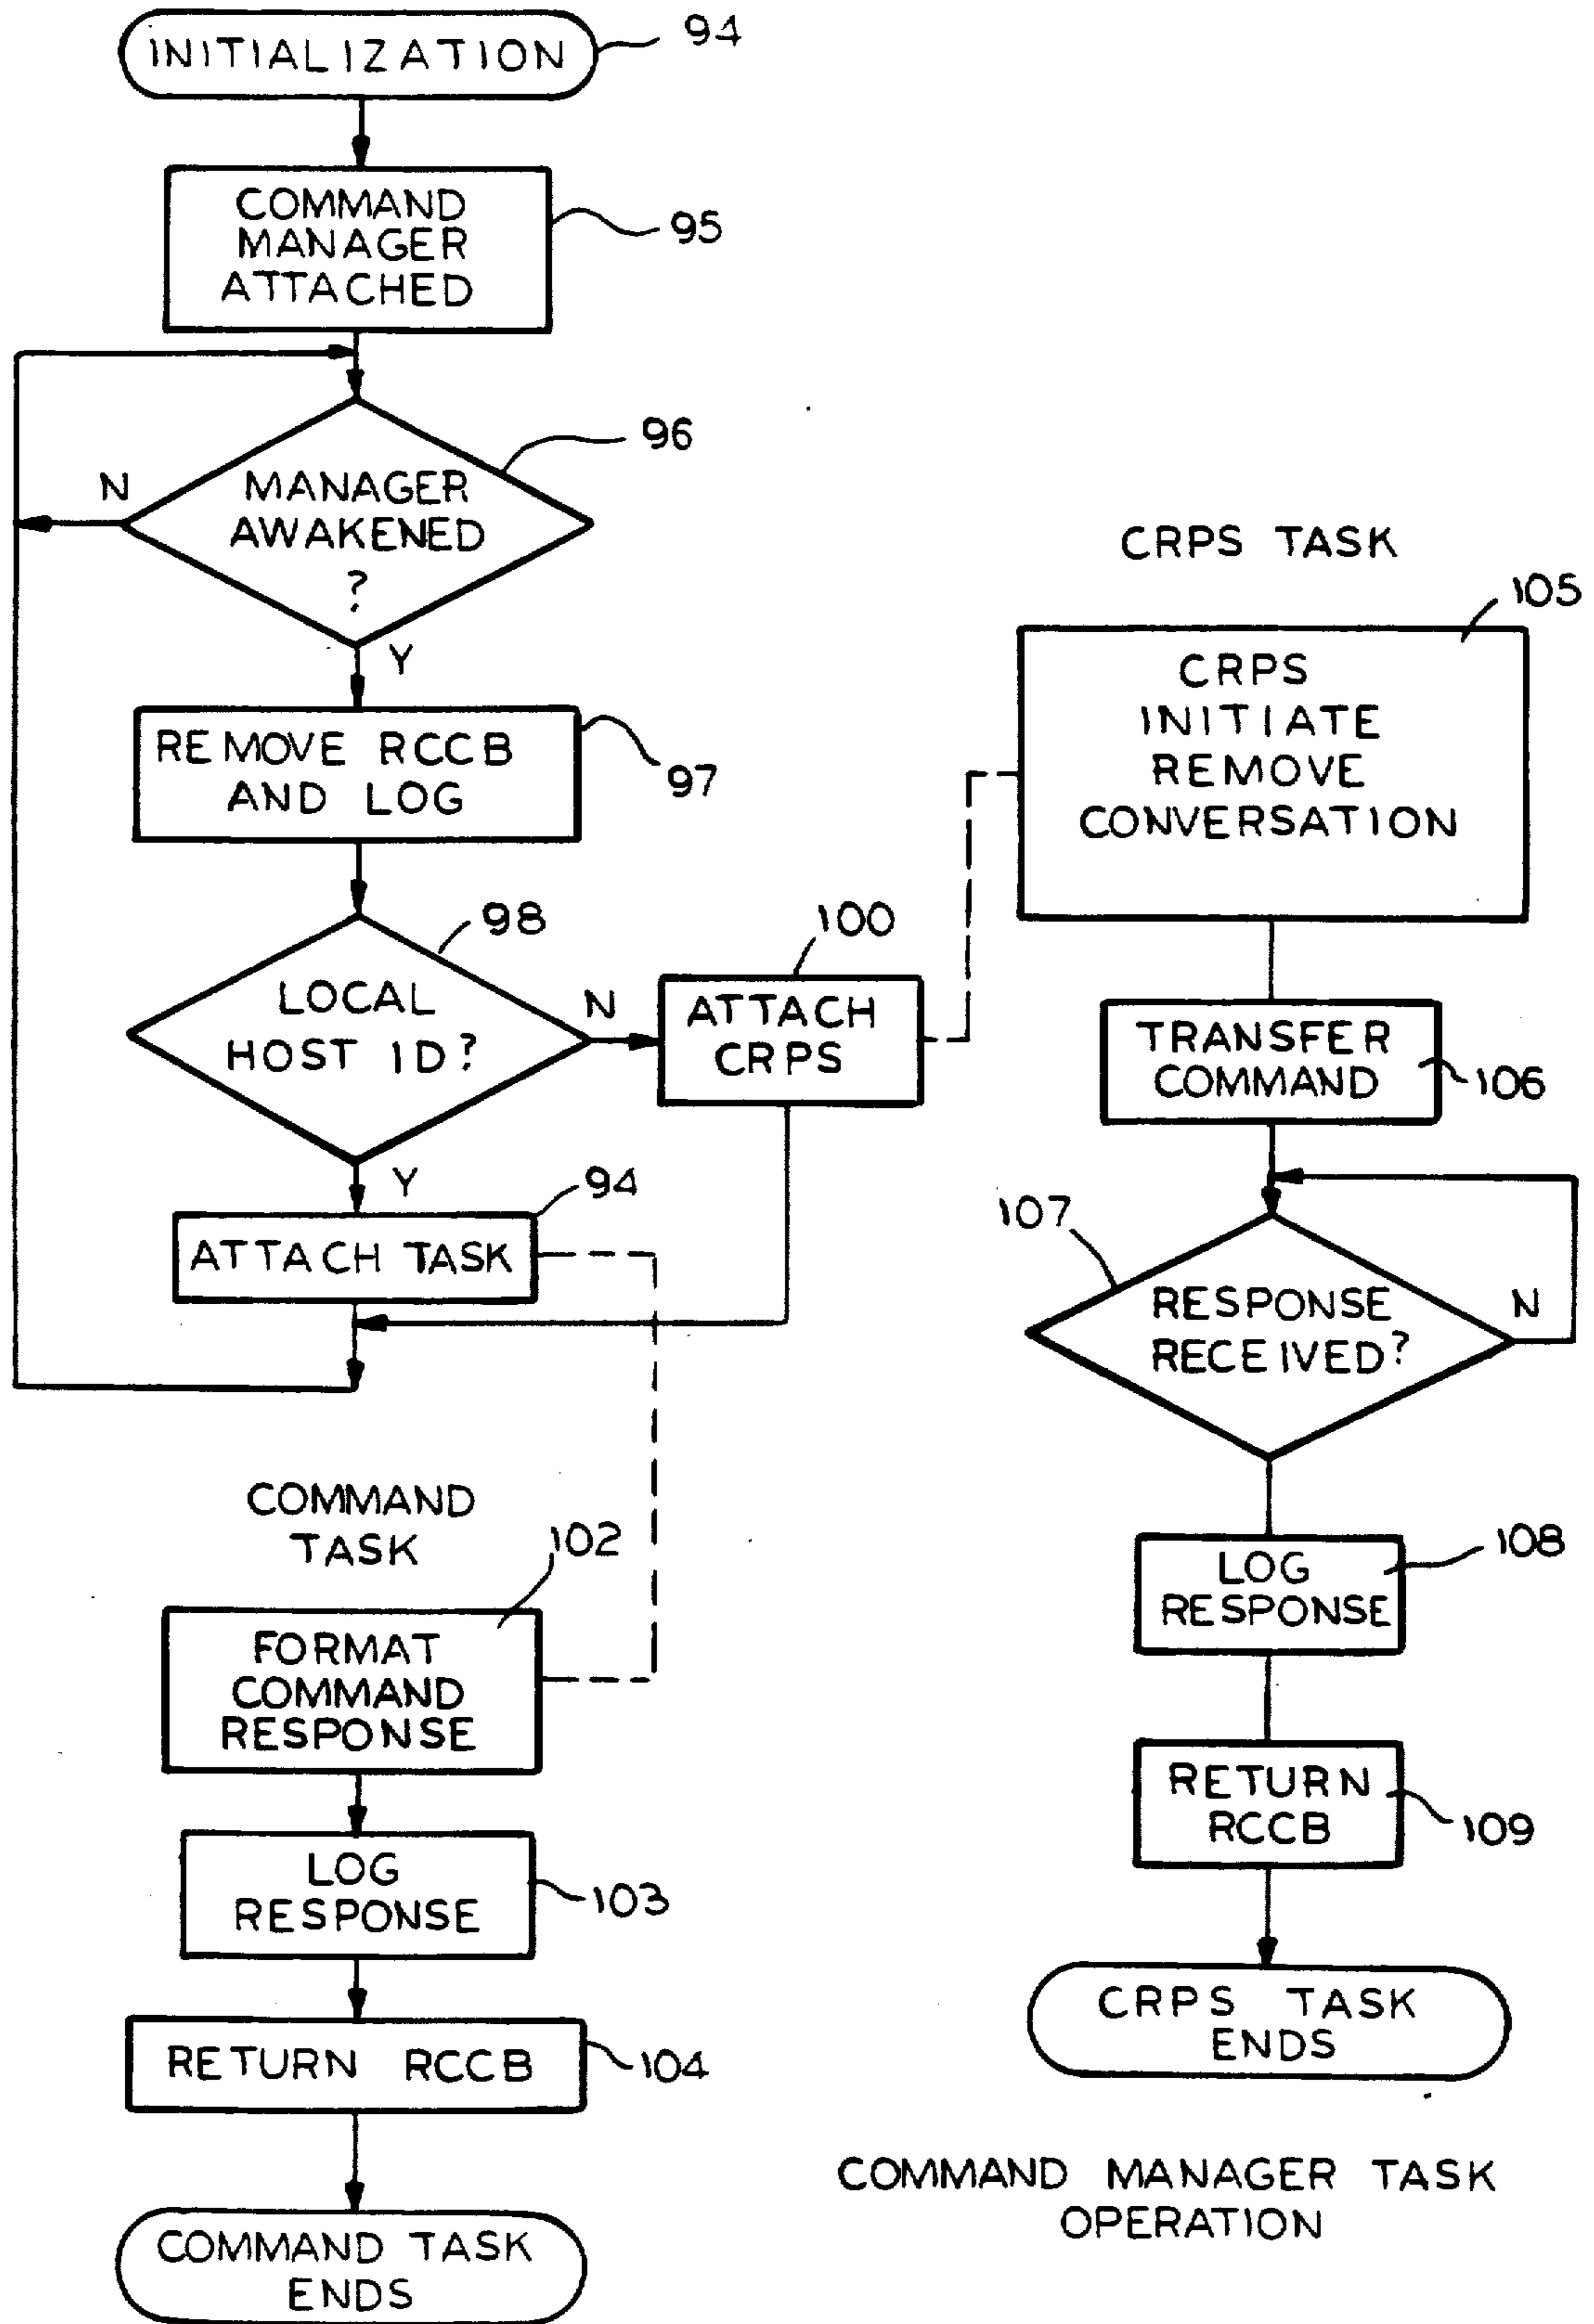 INITIALIZATION
94
COMMAND
MANAGER
ATTACHED
95
96
N
MANAGER
AWAKENED
?
Y
REMOVE RCCB
AND LOG
97
98
LOCAL
HOST ID?
N
100
ATTACH
CRPS
Y
94
ATTACH TASK
COMMAND
TASK
102
FORMAT
COMMAND
RESPONSE
LOG
RESPONSE
103
RETURN RCCB
104
COMMAND TASK
ENDS
CRPS TASK
105
CRPS
INITIATE
REMOVE
CONVERSATION
TRANSFER
COMMAND
106
107
RESPONSE
RECEIVED?
N
LOG
RESPONSE
108
RETURN
RCCB
109
CRPS TASK
ENDS
COMMAND MANAGER TASK
OPERATION